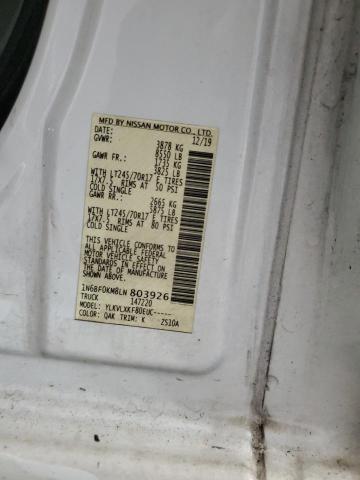 MFD BY NISSAN MOTOR CO., LTD.
DATE: 12/19
GVWR: 3878 KG
8550 LB
GAWR FR: 1735 KG
3825 LB
WITH LT245/70R17 E TIRES
17X7.5 RIMS AT 50 PSI
COLD SINGLE
GAWR RR: 2665 KG
5875 LB
WITH LT245/70R17 E TIRES
17X7.5 RIMS AT 80 PSI
COLD SINGLE
THIS VEHICLE CONFORMS TO
ALL APPLICABLE FEDERAL
MOTOR VEHICLE SAFETY
STANDARDS IN EFFECT ON THE
DATE OF MANUFACTURE
SHOWN ABOVE.
1N6BF0KM8LN 803926
TRUCK 147220
MODEL: YLKVLXKF8DEUC-----
COLOR: QAK TRIM: K ZS10A